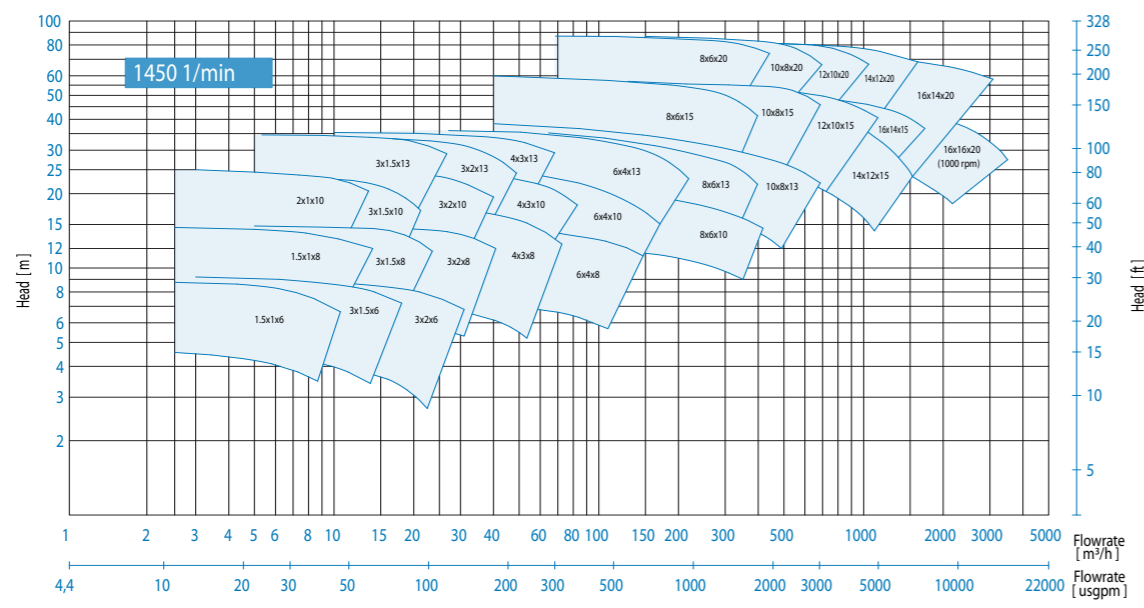 1450 1/min
Head [ m ]
100
80
60
50
40
30
25
20
15
12
10
8
6
5
4
3
2
328
250
200
150
100
80
60
50
40
30
20
15
10
5
Head [ ft ]
8x6x20
10x8x20
12x10x20
14x12x20
16x14x20
8x6x15
10x8x15
12x10x15
16x14x15
16x16x20
(1000 rpm)
3x1.5x13
3x2x13
4x3x13
6x4x13
8x6x13
10x8x13
14x12x15
2x1x10
3x1.5x10
3x2x10
4x3x10
6x4x10
8x6x10
1.5x1x8
3x1.5x8
3x2x8
4x3x8
6x4x8
1.5x1x6
3x1.5x6
3x2x6
1 2 3 4 5 6 8 10 15 20 30 40 60 80 100 150 200 300 500 1000 2000 3000 5000
Flowrate
[ m³/h ]
4,4 10 20 30 50 100 200 300 500 1000 2000 3000 5000 10000 22000
Flowrate
[ usgpm ]